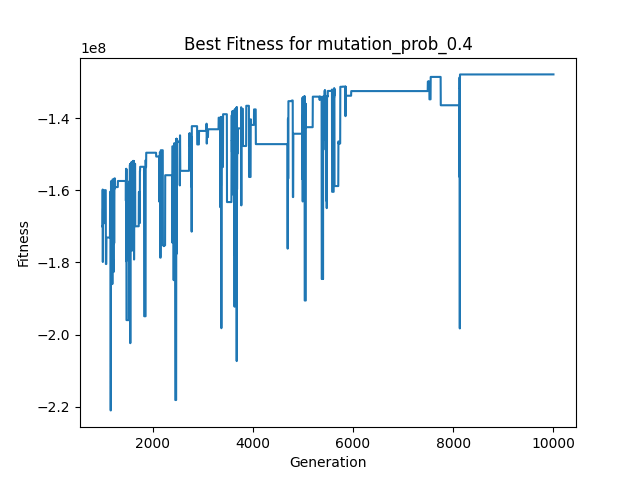 Best Fitness for mutation_prob_0.4
1e8
−1.4
−1.6
−1.8
−2.0
−2.2
Fitness
2000 4000 6000 8000 10000
Generation